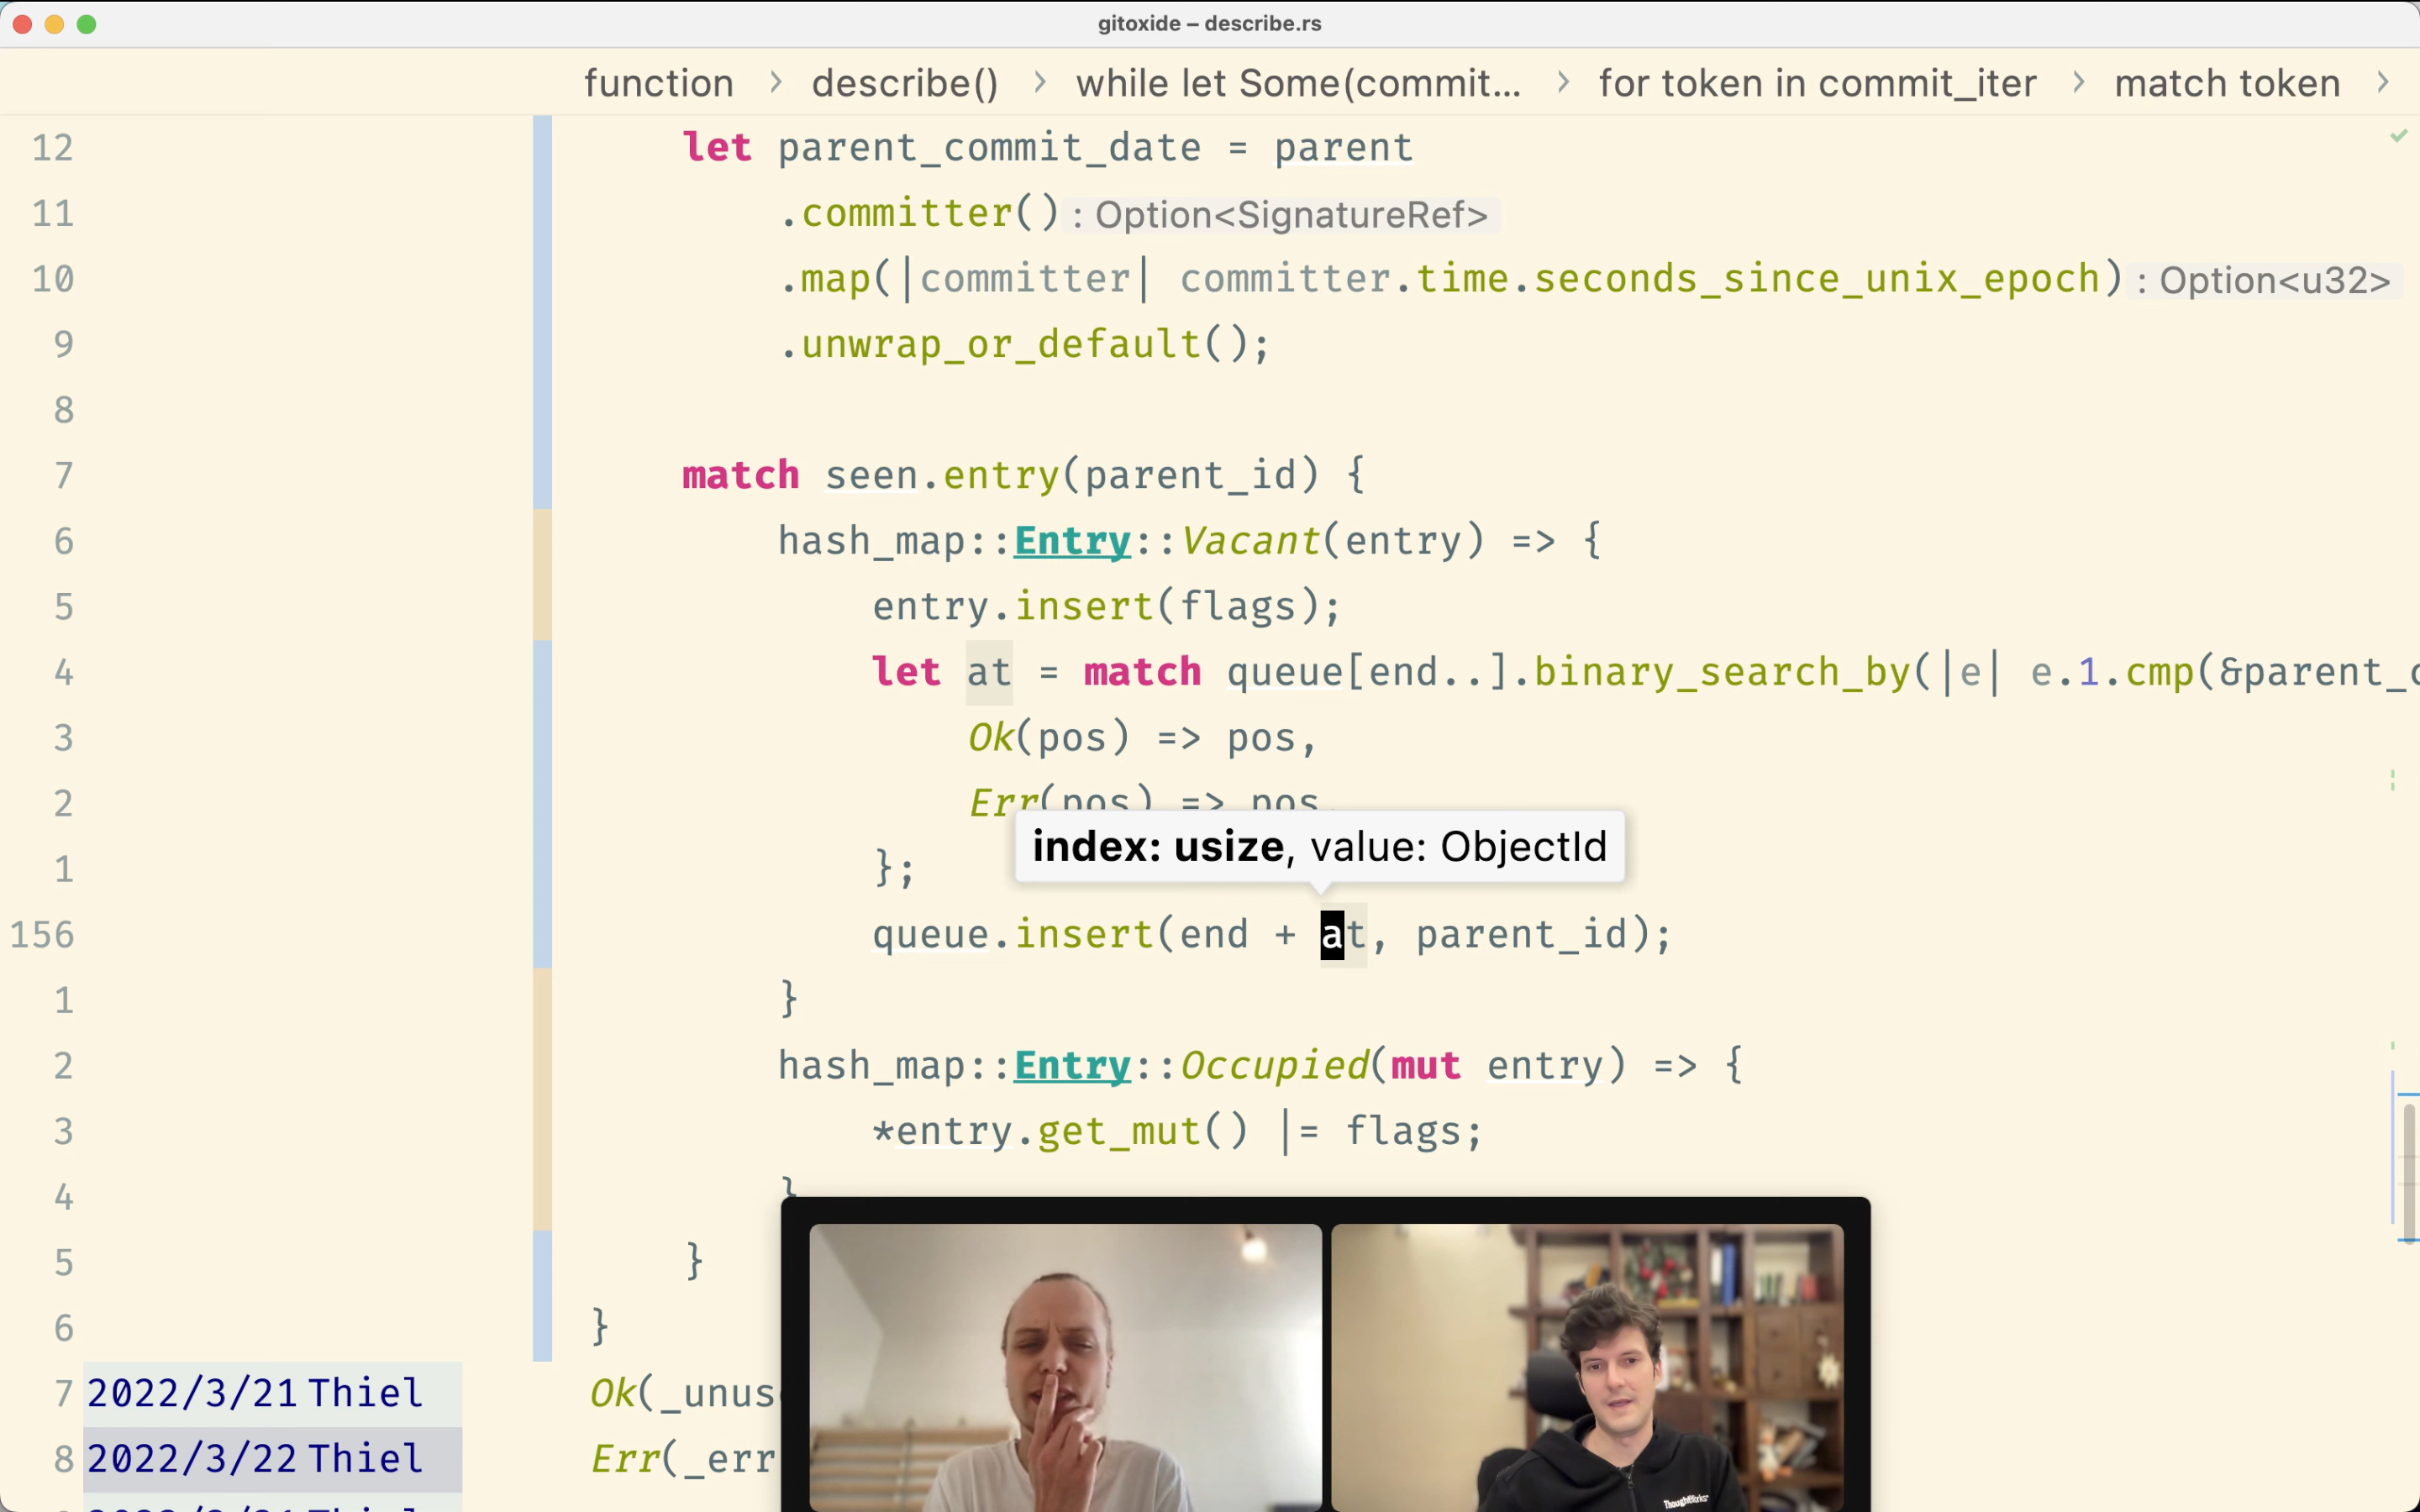 gitoxide – describe.rs
function > describe() > while let Some(commit... > for token in commit_iter > match token >
12 let parent_commit_date = parent
11 .committer() : Option<SignatureRef>
10 .map(|committer| committer.time.seconds_since_unix_epoch) : Option<u32>
9 .unwrap_or_default();
8
7 match seen.entry(parent_id) {
6 hash_map::Entry::Vacant(entry) => {
5 entry.insert(flags);
4 let at = match queue[end..].binary_search_by(|e| e.1.cmp(&parent_c
3 Ok(pos) => pos,
2 Err(pos) => pos,
index: usize, value: ObjectId
1 };
156 queue.insert(end + at, parent_id);
1 }
2 hash_map::Entry::Occupied(mut entry) => {
3 *entry.get_mut() |= flags;
4 }
5 }
6 }
7 2022/3/21 Thiel Ok(_unus
8 2022/3/22 Thiel Err(_err
ThoughtWorks